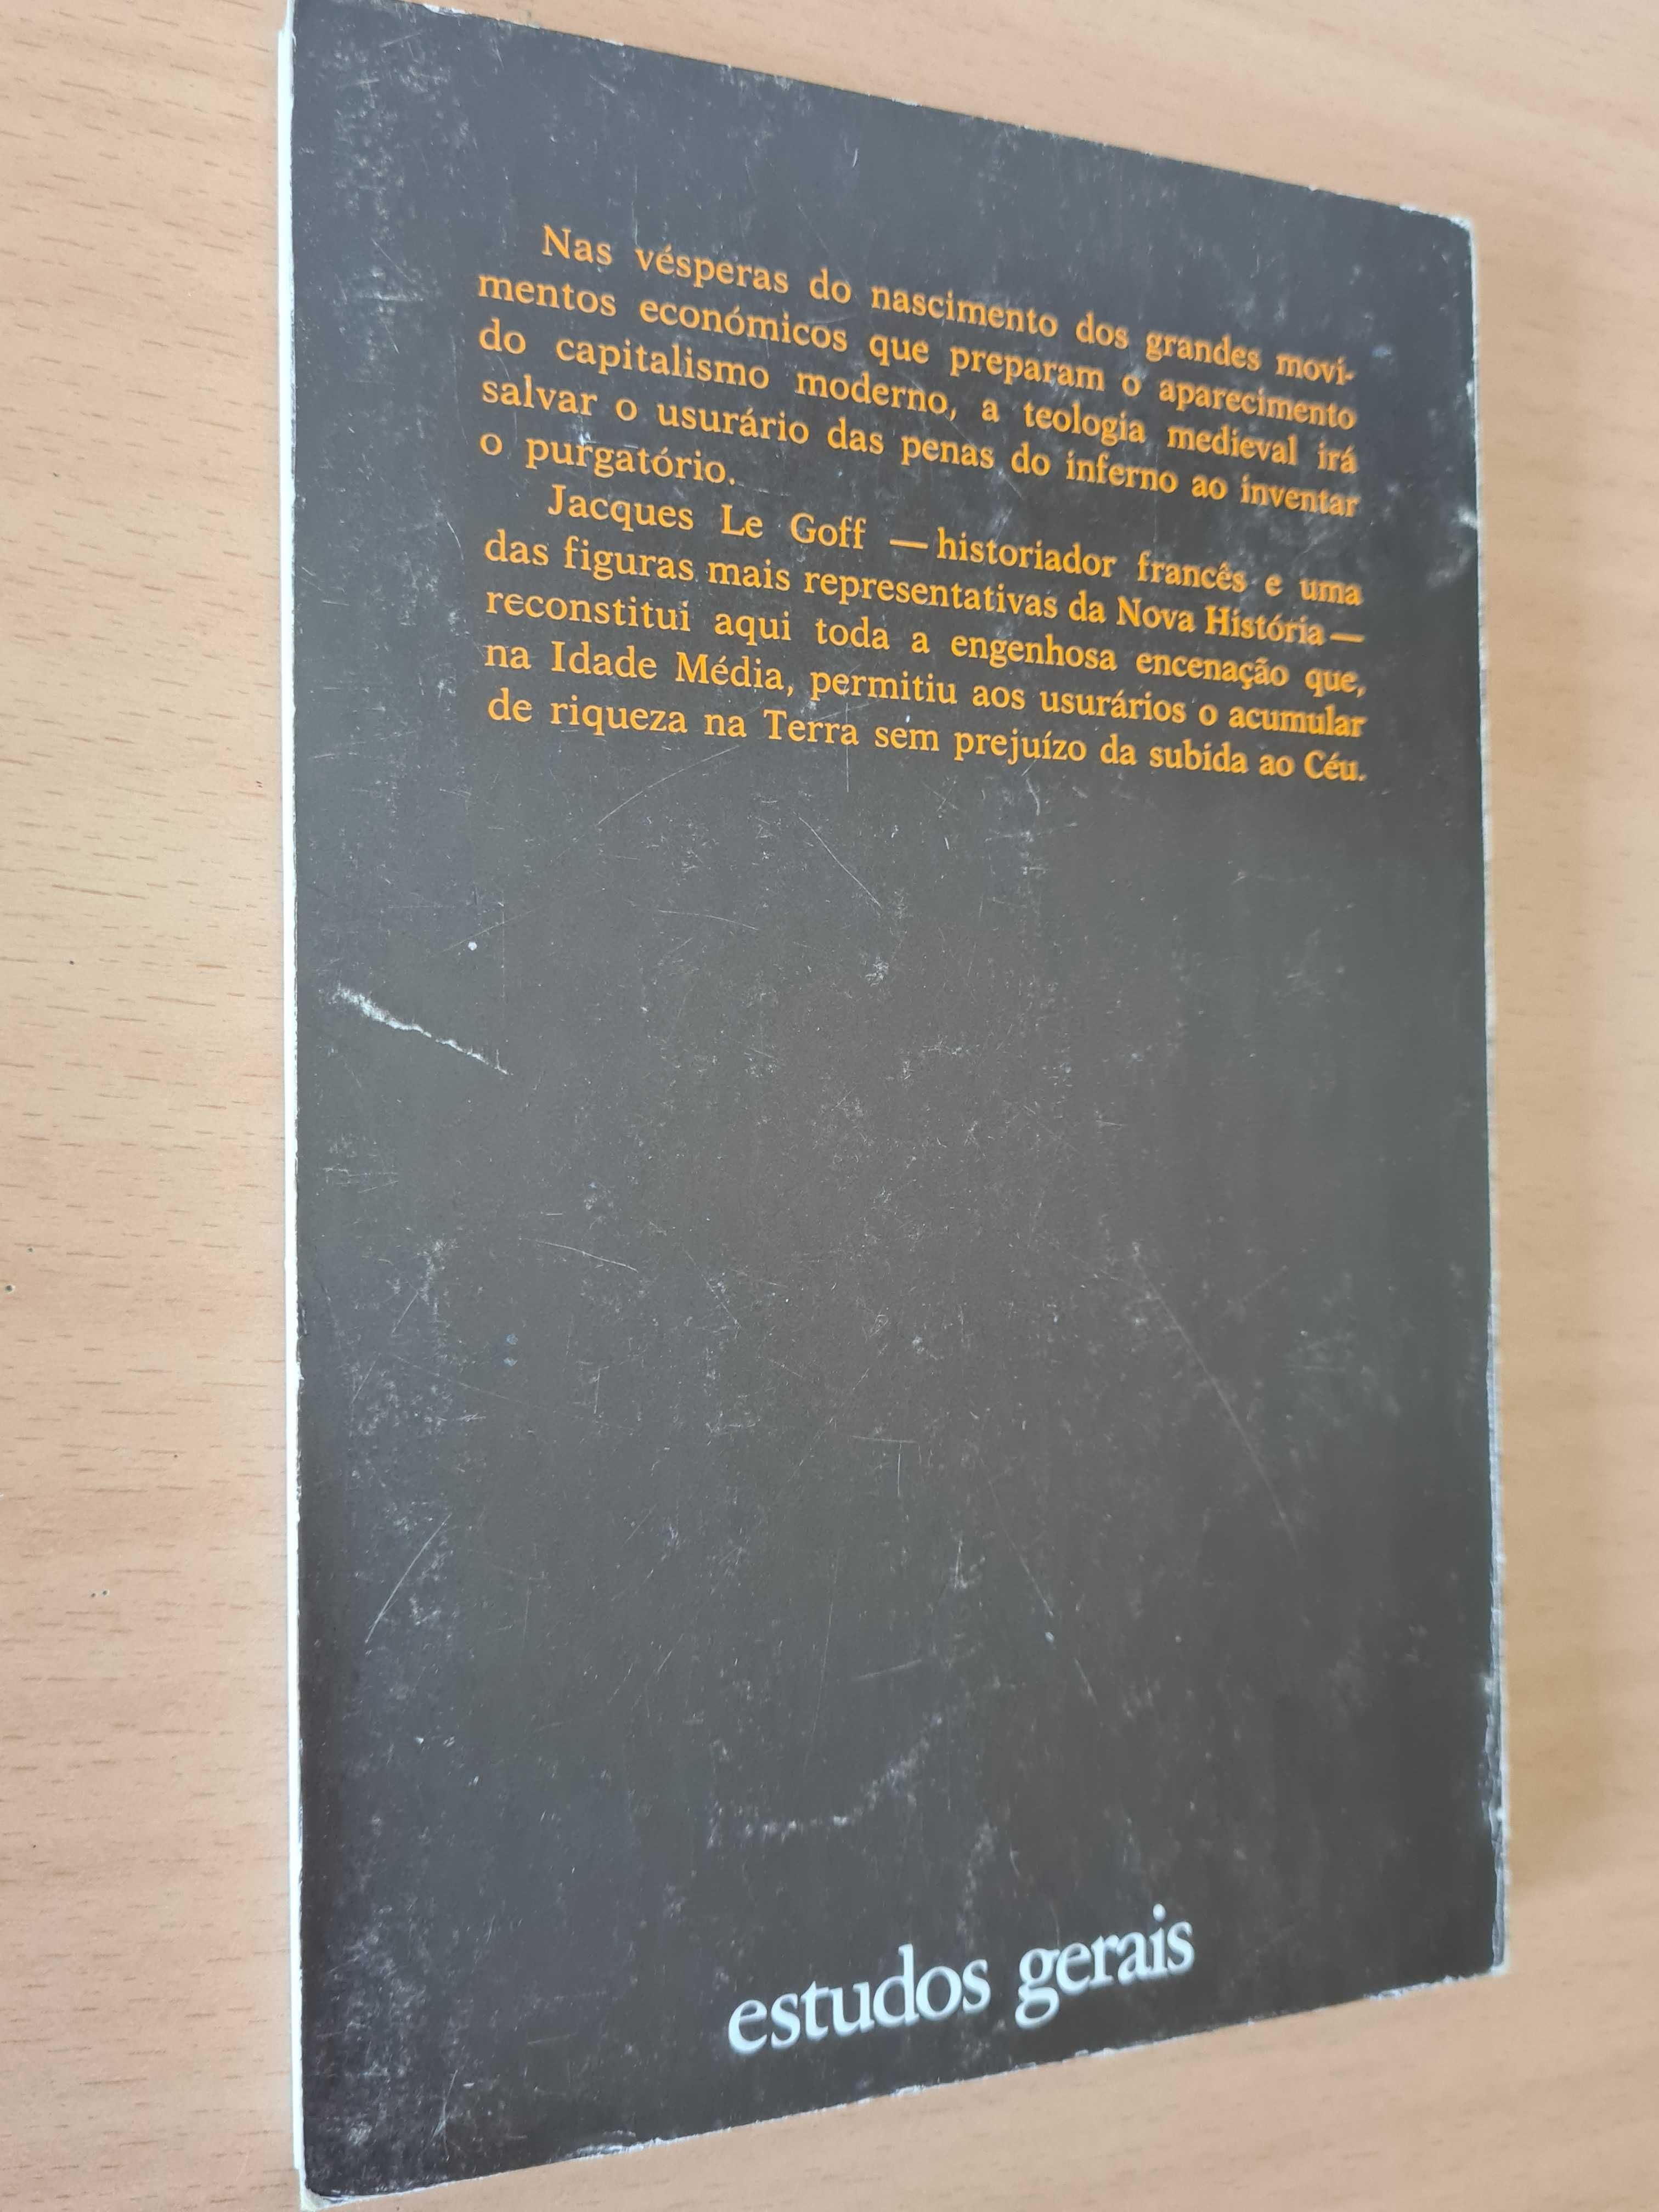 Nas vésperas do nascimento dos grandes movi-
mentos económicos que preparam o aparecimento
do capitalismo moderno, a teologia medieval irá
salvar o usurário das penas do inferno ao inventar
o purgatório.
Jacques Le Goff — historiador francês e uma
das figuras mais representativas da Nova História —
reconstitui aqui toda a engenhosa encenação que,
na Idade Média, permitiu aos usurários o acumular
de riqueza na Terra sem prejuízo da subida ao Céu.
estudos gerais